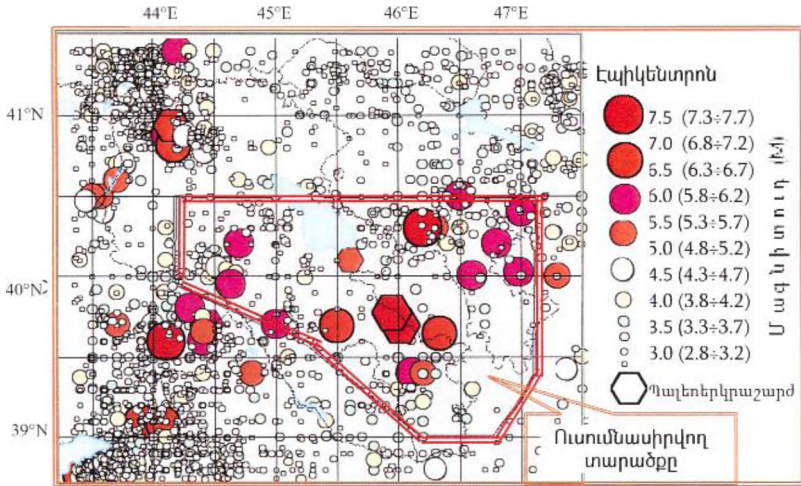 44°E 45°E 46°E 47°E
41°N
40°N
39°N
Էպիկենտրոն
7.5 (7.3÷7.7)
7.0 (6.8÷7.2)
6.5 (6.3÷6.7)
6.0 (5.8÷6.2)
5.5 (5.3÷5.7)
5.0 (4.8÷5.2)
4.5 (4.3÷4.7)
4.0 (3.8÷4.2)
3.5 (3.3÷3.7)
3.0 (2.8÷3.2)
Պալեոերկրաշարժ
Մագնիտուդ (M)
Ուսումնասիրվող
տարածքը